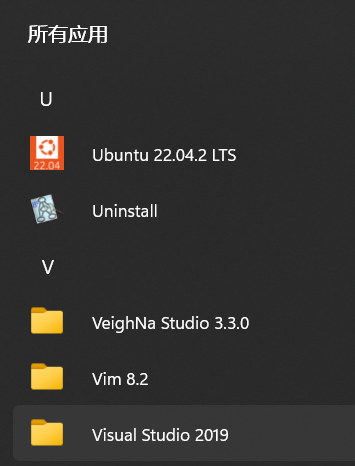 所有应用
U
22.04
Ubuntu 22.04.2 LTS
Uninstall
V
VeighNa Studio 3.3.0
Vim 8.2
Visual Studio 2019